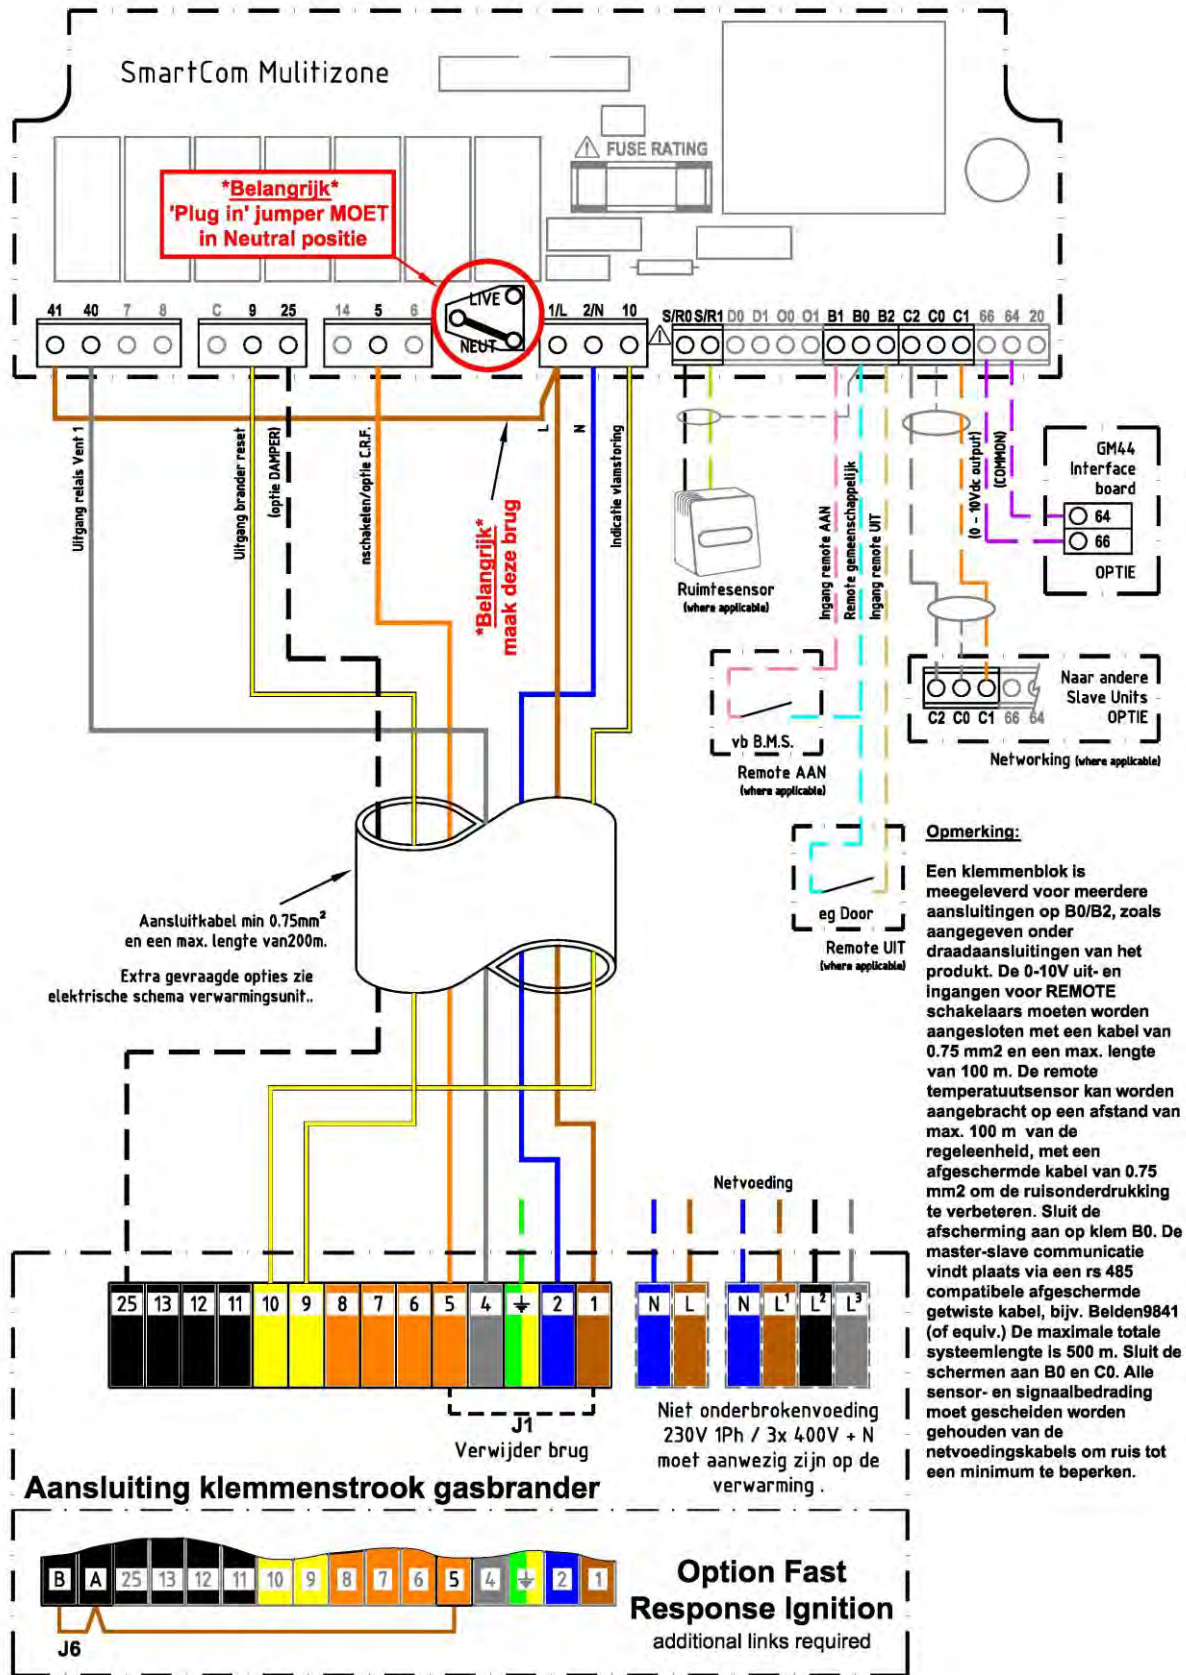 SmartCom Mulitizone
FUSE RATING
*Belangrijk*
'Plug in' jumper MOET
in Neutral positie
LIVE
NEUT
41 40 7 8 C 9 25 14 5 6 1/L 2/N 10 S/R0 S/R1 D0 D1 O0 O1 B1 B0 B2 C2 C0 C1 66 64 20
Uitgang relais Vent 1
Uitgang brander reset
(optie DAMPER)
nschakelen/optie C.R.F.
*Belangrijk*
maak deze brug
L
N
Indicatie vlamstoring
Ruimtesensor
(where applicable)
Ingang remote AAN
Remote gemeenschappelijk
Ingang remote UIT
(0 – 10Vdc output)
(COMMON)
GM44
Interface
board
64
66
OPTIE
vb B.M.S.
Remote AAN
(where applicable)
C2 C0 C1 66 64
Naar andere
Slave Units
OPTIE
Networking (where applicable)
eg Door
Remote UIT
(where applicable)
Aansluitkabel min 0.75mm²
en een max. lengte van200m.
Extra gevraagde opties zie
elektrische schema verwarmingsunit..
Opmerking:
Een klemmenblok is
meegeleverd voor meerdere
aansluitingen op B0/B2, zoals
aangegeven onder
draadaansluitingen van het
produkt. De 0-10V uit- en
ingangen voor REMOTE
schakelaars moeten worden
aangesloten met een kabel van
0.75 mm2 en een max. lengte
van 100 m. De remote
temperatuutsensor kan worden
aangebracht op een afstand van
max. 100 m van de
regeleenheid, met een
afgeschermde kabel van 0.75
mm2 om de ruisonderdrukking
te verbeteren. Sluit de
afscherming aan op klem B0. De
master-slave communicatie
vindt plaats via een rs 485
compatibele afgeschermde
getwiste kabel, bijv. Belden9841
(of equiv.) De maximale totale
systeemlengte is 500 m. Sluit de
schermen aan B0 en C0. Alle
sensor- en signaalbedrading
moet gescheiden worden
gehouden van de
netvoedingskabels om ruis tot
een minimum te beperken.
Netvoeding
25 13 12 11 10 9 8 7 6 5 4 2 1
N L N L¹ L² L³
J1
Verwijder brug
Niet onderbrokenvoeding
230V 1Ph / 3x 400V + N
moet aanwezig zijn op de
verwarming .
Aansluiting klemmenstrook gasbrander
B A 25 13 12 11 10 9 8 7 6 5 4 2 1
J6
Option Fast
Response Ignition
additional links required